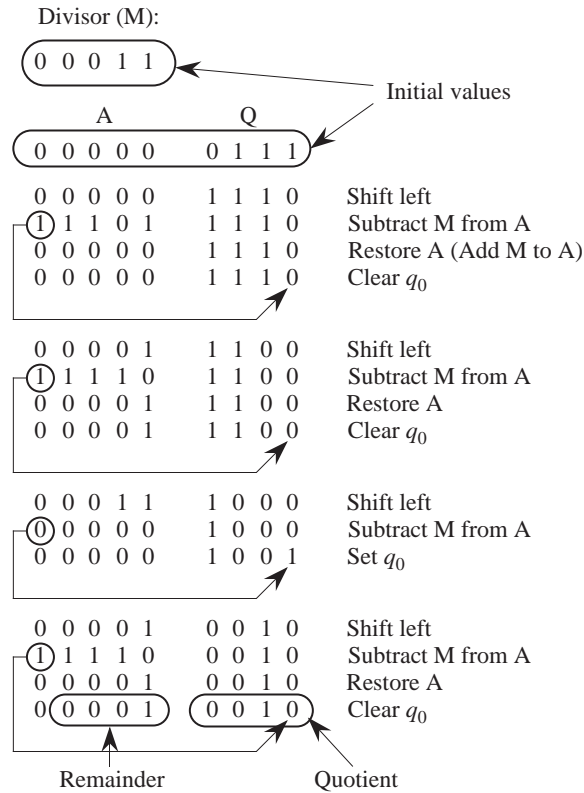 Divisor (M):
0 0 0 1 1
Initial values
A Q
0 0 0 0 0 0 1 1 1
0 0 0 0 0 1 1 1 0 Shift left
1 1 1 0 1 1 1 1 0 Subtract M from A
0 0 0 0 0 1 1 1 0 Restore A (Add M to A)
0 0 0 0 0 1 1 1 0 Clear q0
0 0 0 0 1 1 1 0 0 Shift left
1 1 1 1 0 1 1 0 0 Subtract M from A
0 0 0 0 1 1 1 0 0 Restore A
0 0 0 0 1 1 1 0 0 Clear q0
0 0 0 1 1 1 0 0 0 Shift left
0 0 0 0 0 1 0 0 0 Subtract M from A
0 0 0 0 0 1 0 0 1 Set q0
0 0 0 0 1 0 0 1 0 Shift left
1 1 1 1 0 0 0 1 0 Subtract M from A
0 0 0 0 1 0 0 1 0 Restore A
0 0 0 0 1 0 0 1 0 Clear q0
Remainder Quotient